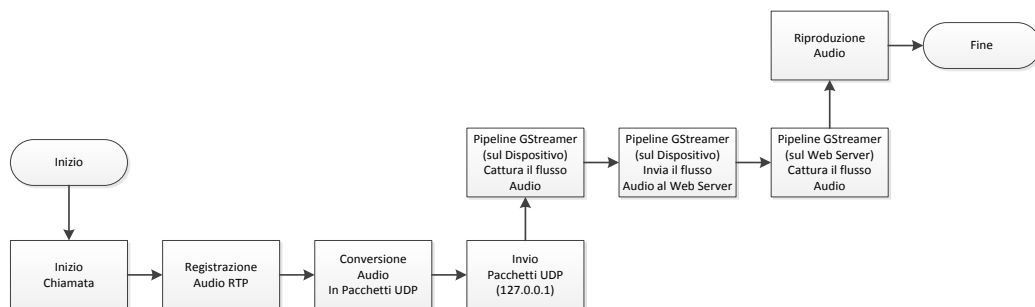 Inizio
Inizio
Chiamata
Registrazione
Audio RTP
Conversione
Audio
In Pacchetti UDP
Invio
Pacchetti UDP
(127.0.0.1)
Pipeline GStreamer
(sul Dispositivo)
Cattura il flusso
Audio
Pipeline GStreamer
(sul Dispositivo)
Invia il flusso
Audio al Web Server
Pipeline GStreamer
(sul Web Server)
Cattura il flusso
Audio
Riproduzione
Audio
Fine